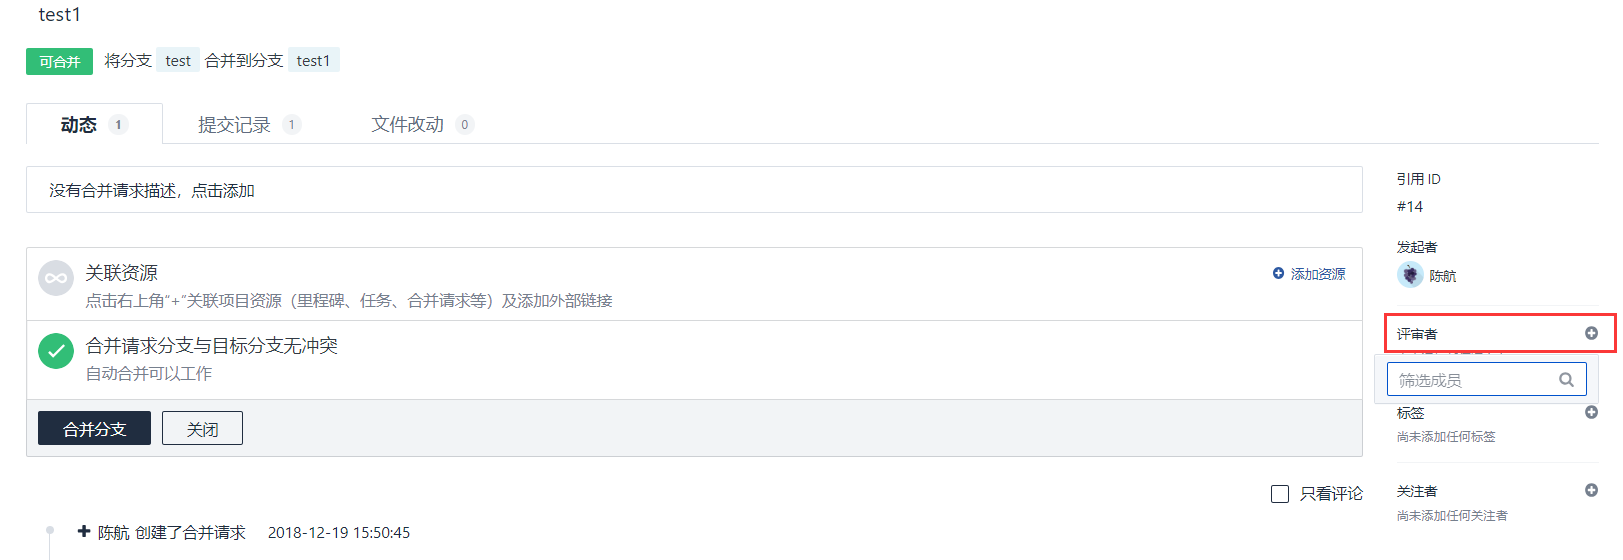 test1
可合并 将分支 test 合并到分支 test1
动态 1 提交记录 1 文件改动 0
没有合并请求描述，点击添加
关联资源
添加资源
点击右上角“+”关联项目资源（里程碑、任务、合并请求等）及添加外部链接
合并请求分支与目标分支无冲突
自动合并可以工作
合并分支 关闭
只看评论
陈航 创建了合并请求 2018-12-19 15:50:45
引用 ID
#14
发起者
陈航
评审者
筛选成员
标签
尚未添加任何标签
关注者
尚未添加任何关注者